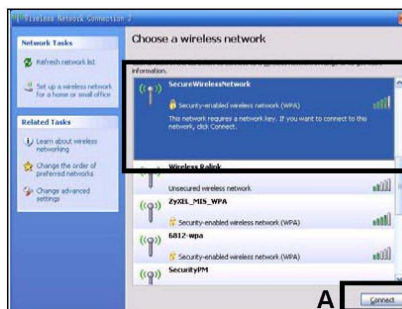 Wireless Network Connection 3
Network Tasks
Refresh network list
Set up a wireless network
for a home or small office
Related Tasks
Learn about wireless
networking
Change the order of
preferred networks
Change advanced
settings
Choose a wireless network
information.
SecureWirelessNetwork
Security-enabled wireless network (WPA)
This network requires a network key. If you want to connect to this
network, click Connect.
Wireless Ralink
Unsecured wireless network
ZyXEL_MIS_WPA
Security-enabled wireless network (WPA)
6812-wpa
Security-enabled wireless network (WPA)
SecurityPM
A
Connect